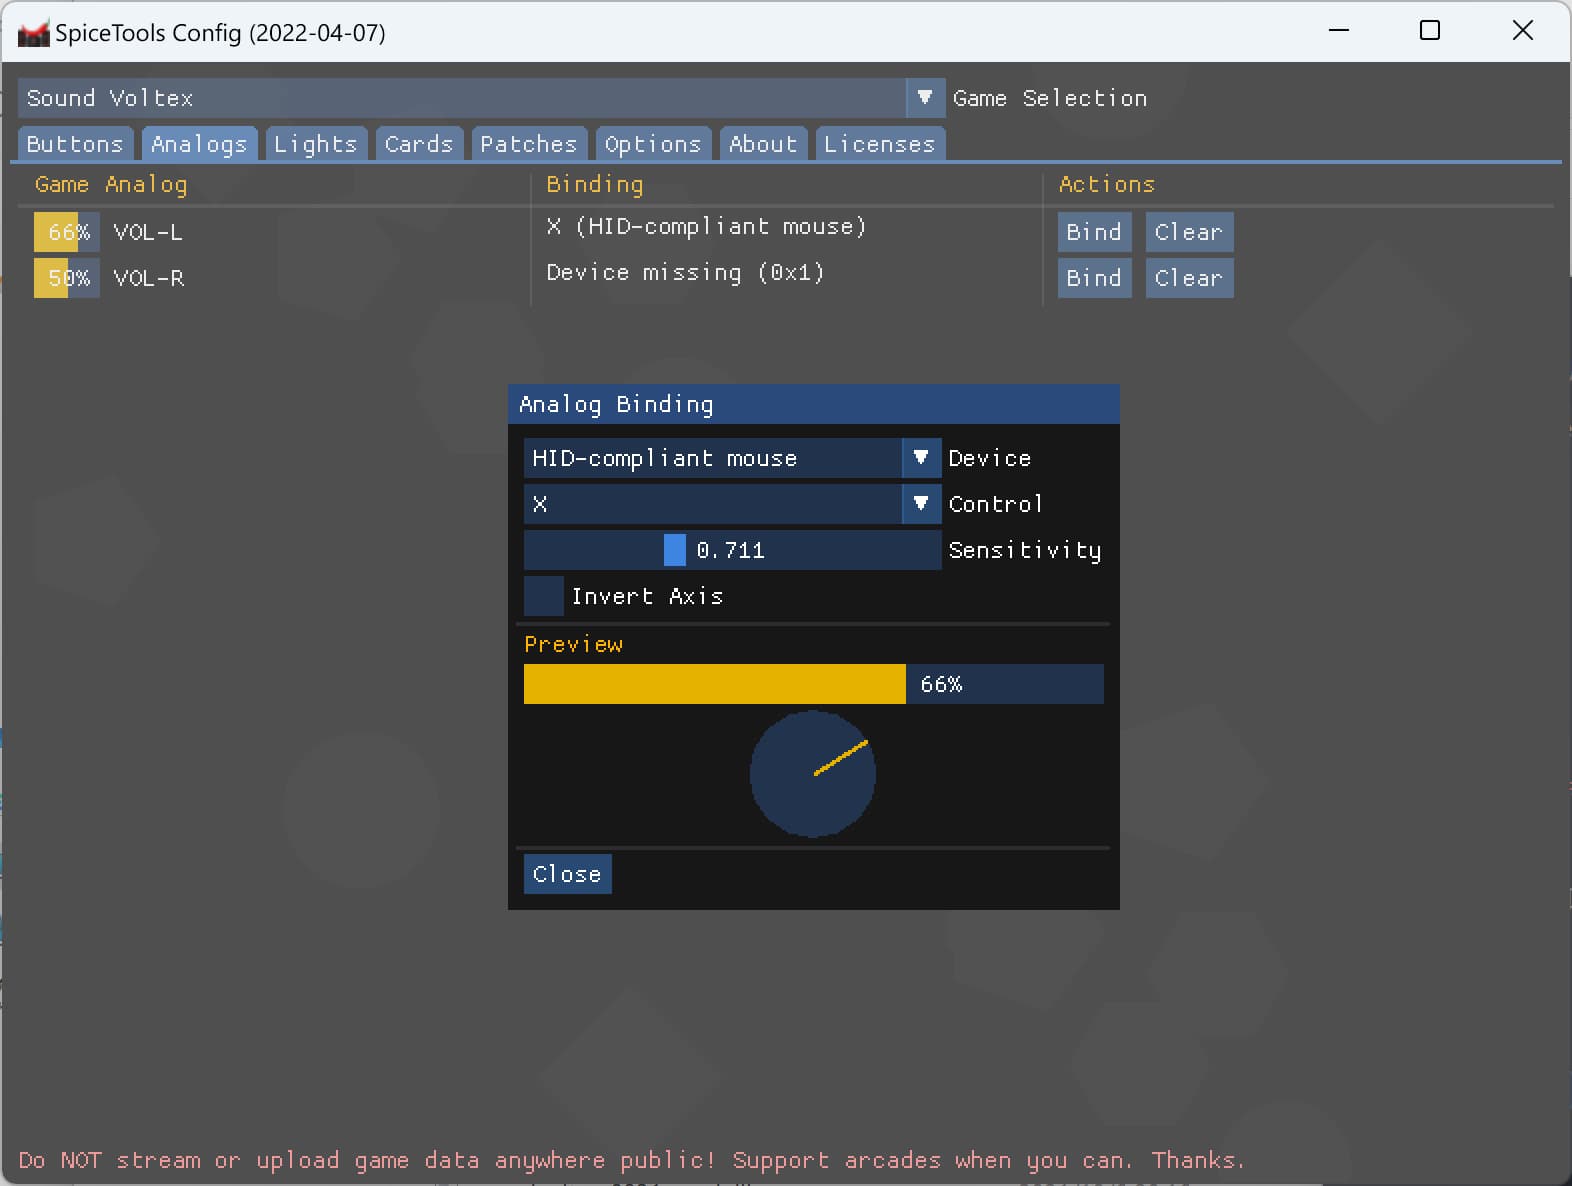 SpiceTools Config (2022-04-07)
Sound Voltex Game Selection
Buttons Analogs Lights Cards Patches Options About Licenses
Game Analog Binding Actions
66% VOL-L X (HID-compliant mouse) Bind Clear
50% VOL-R Device missing (0x1) Bind Clear
Analog Binding
HID-compliant mouse Device
X Control
0.711 Sensitivity
Invert Axis
Preview
66%
Close
Do NOT stream or upload game data anywhere public! Support arcades when you can. Thanks.